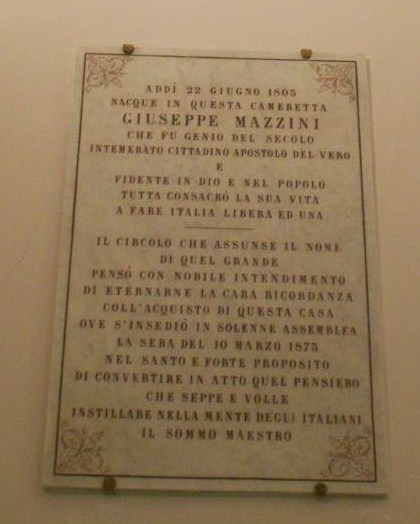 ADDÌ 22 GIUGNO 1805
NACQUE IN QUESTA CAMERETTA
GIUSEPPE MAZZINI
CHE FU GENIO DEL SECOLO
INTEMERATO CITTADINO APOSTOLO DEL VERO
E
FIDENTE IN DIO E NEL POPOLO
TUTTA CONSACRÓ LA SUA VITA
A FARE ITALIA LIBERA ED UNA
IL CIRCOLO CHE ASSUNSE IL NOME
DI QUEL GRANDE
PENSÓ CON NOBILE INTENDIMENTO
DI ETERNARNE LA CARA RICORDANZA
COLL'ACQUISTO DI QUESTA CASA
OVE S'INSEDIÓ IN SOLENNE ASSEMBLEA
LA SERA DEL 10 MARZO 1875
NEL SANTO E FORTE PROPOSITO
DI CONVERTIRE IN ATTO QUEL PENSIERO
CHE SEPPE E VOLLE
INSTILLARE NELLA MENTE DEGLI ITALIANI
IL SOMMO MAESTRO